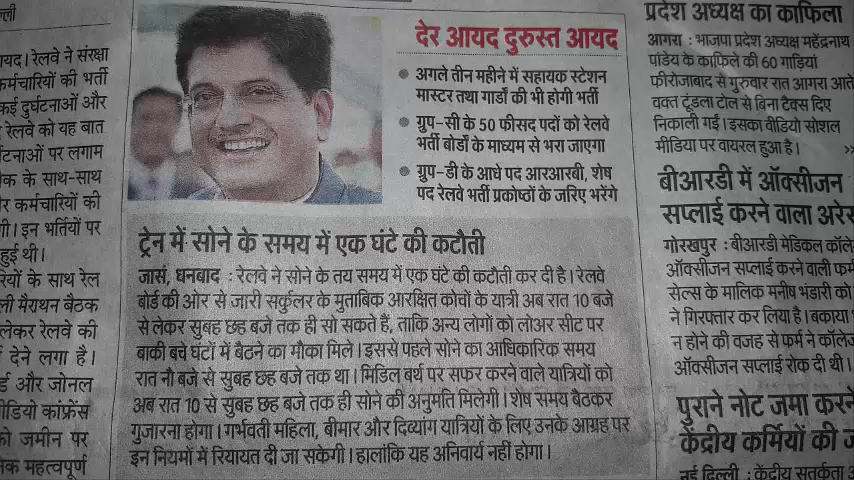 ल्ली
ायद। रेलवे ने संरक्षा
कर्मचारियों की भर्ती
कई दुर्घटनाओं और
रेलवे को यह बात
टनाओं पर लगाम
क के साथ-साथ
र कर्मचारियों की
गी। इन भर्तियों पर
हुई थी।
रियों के साथ रेल
ली मैराथन बैठक
लेकर रेलवे की
देने लगा है।
र्ड और जोनल
ीडियो कांफ्रेंस
को जमीन पर
नेक महत्वपूर्ण
देर आयद दुरुस्त आयद
• अगले तीन महीने में सहायक स्टेशन
मास्टर तथा गार्डों की भी होगी भर्ती
• ग्रुप-सी के 50 फीसद पदों को रेलवे
भर्ती बोर्डों के माध्यम से भरा जाएगा
• ग्रुप-डी के आधे पद आरआरबी, शेष
पद रेलवे भर्ती प्रकोष्ठों के जरिए भरेंगे
ट्रेन में सोने के समय में एक घंटे की कटौती
जासं, धनबाद : रेलवे ने सोने के तय समय में एक घंटे की कटौती कर दी है। रेलवे
बोर्ड की ओर से जारी सर्कुलर के मुताबिक आरक्षित कोचों के यात्री अब रात 10 बजे
से लेकर सुबह छह बजे तक ही सो सकते हैं, ताकि अन्य लोगों को लोअर सीट पर
बाकी बचे घंटों में बैठने का मौका मिले। इससे पहले सोने का आधिकारिक समय
रात नौ बजे से सुबह छह बजे तक था। मिडिल बर्थ पर सफर करने वाले यात्रियों को
अब रात 10 से सुबह छह बजे तक ही सोने की अनुमति मिलेगी। शेष समय बैठकर
गुजारना होगा। गर्भवती महिला, बीमार और दिव्यांग यात्रियों के लिए उनके आग्रह पर
इन नियमों में रियायत दी जा सकेगी। हालांकि यह अनिवार्य नहीं होगा।
प्रदेश अध्यक्ष का काफिला
आगरा : भाजपा प्रदेश अध्यक्ष महेंद्रनाथ
पांडेय के काफिले की 60 गाड़ियां
फीरोजाबाद से गुरुवार रात आगरा आते
वक्त टूंडला टोल से बिना टैक्स दिए
निकाली गईं। इसका वीडियो सोशल
मीडिया पर वायरल हुआ है। >>
बीआरडी में ऑक्सीजन
सप्लाई करने वाला अरेस
गोरखपुर : बीआरडी मेडिकल कॉले
ऑक्सीजन सप्लाई करने वाली फर्म
सेल्स के मालिक मनीष भंडारी को
ने गिरफ्तार कर लिया है। बकाया
न होने की वजह से फर्म ने कॉलेज
ऑक्सीजन सप्लाई रोक दी थी।
पुराने नोट जमा करने
केंद्रीय कर्मियों की ज
नई दिल्ली : केंद्रीय सतर्कता अ